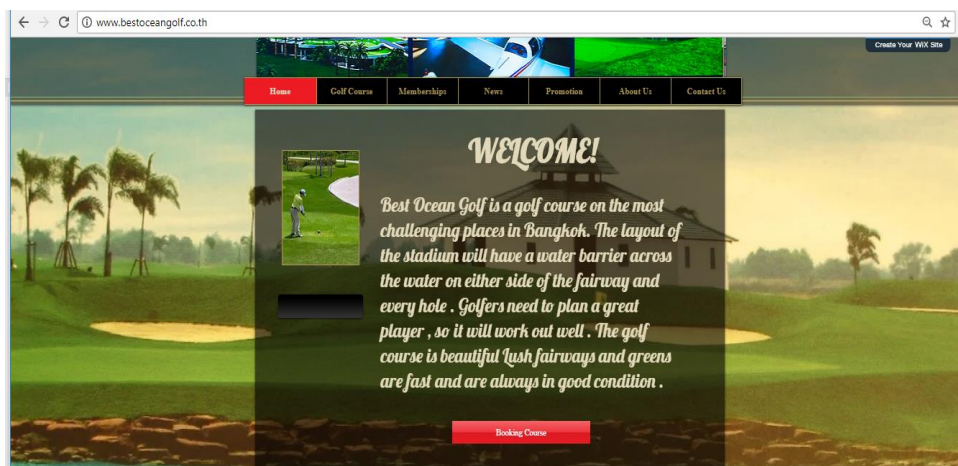 www.bestoceangolf.co.th
Create Your WiX Site
Home Golf Course Memberships News Promotion About Us Contact Us
WELCOME!
Best Ocean Golf is a golf course on the most
challenging places in Bangkok. The layout of
the stadium will have a water barrier across
the water on either side of the fairway and
every hole . Golfers need to plan a great
player , so it will work out well . The golf
course is beautiful Lush fairways and greens
are fast and are always in good condition .
Booking Course